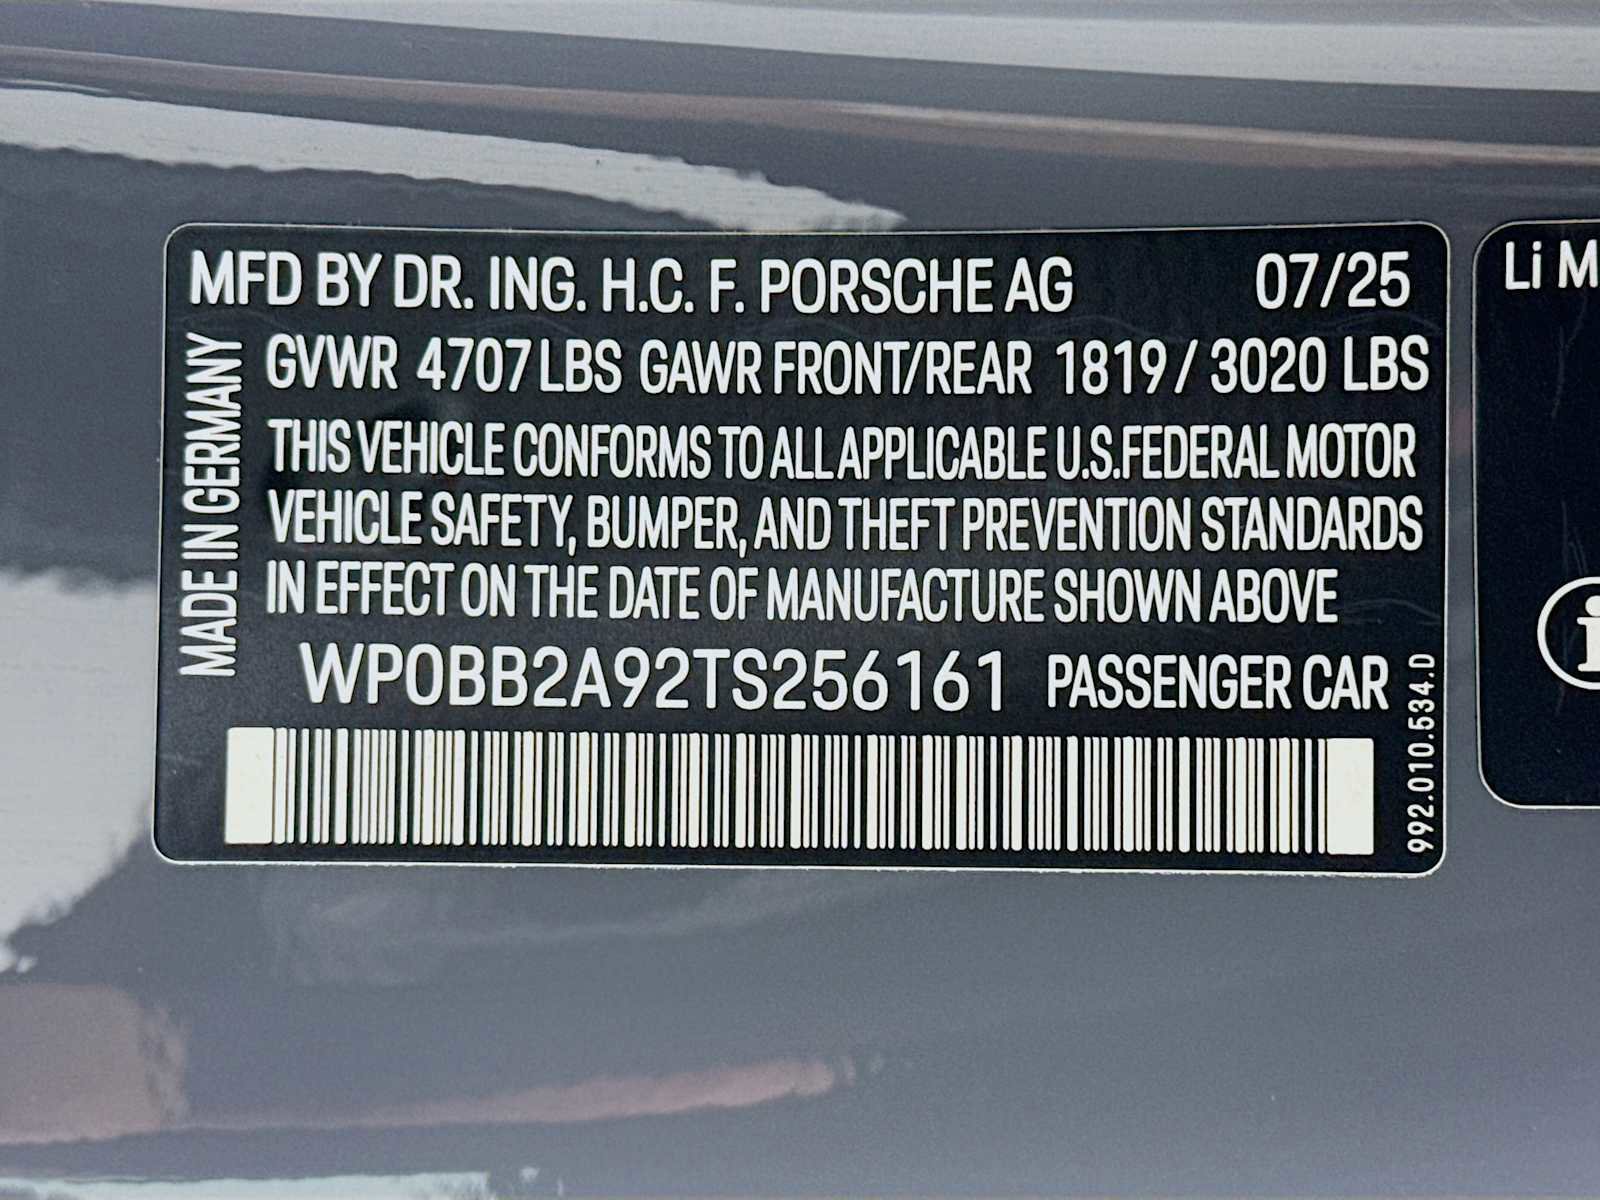 MFD BY DR. ING. H.C. F. PORSCHE AG 07/25
GVWR 4707 LBS GAWR FRONT/REAR 1819 / 3020 LBS
THIS VEHICLE CONFORMS TO ALL APPLICABLE U.S. FEDERAL MOTOR
VEHICLE SAFETY, BUMPER, AND THEFT PREVENTION STANDARDS
IN EFFECT ON THE DATE OF MANUFACTURE SHOWN ABOVE
WP0BB2A92TS256161 PASSENGER CAR
MADE IN GERMANY
992.010.534.D
Li M